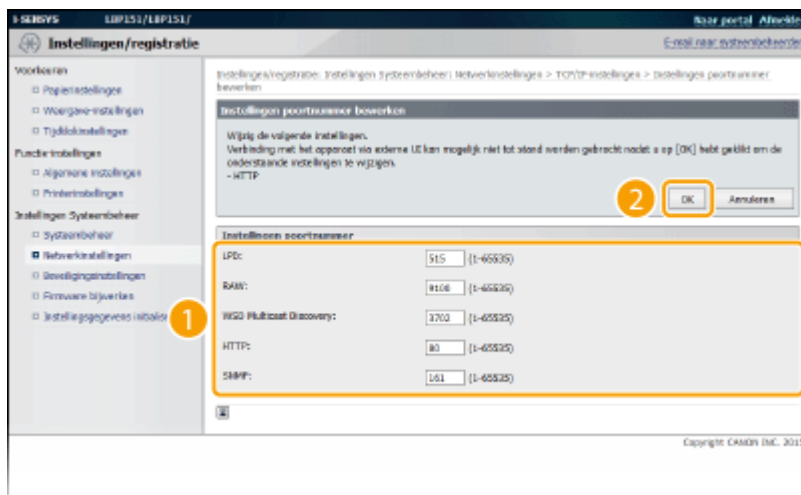 i-SENSYS LBP151/LBP151/ Naar portal Afmelde
Instellingen/registratie E-mail naar systeembeheerde
Voorkeuren
Papierinstellingen
Weergave-instellingen
Tijdklokinstellingen
Functie-instellingen
Algemene instellingen
Printerinstellingen
Instellingen Systeembeheer
Systeembeheer
Netwerkinstellingen
Beveiligingsinstellingen
Firmware bijwerken
Instellingsgegevens initialise
Instellingen/registratie: Instellingen Systeembeheer: Netwerkinstellingen > TCP/IP-instellingen > Instellingen poortnummer
bewerken
Instellingen poortnummer bewerken
Wijzig de volgende instellingen.
Verbinding met het apparaat via externe UI kan mogelijk niet tot stand worden gebracht nadat u op [OK] hebt geklikt om de
onderstaande instellingen te wijzigen.
- HTTP
2 OK Annuleren
Instellingen poortnummer
1
LPD: 515 (1-65535)
RAW: 9100 (1-65535)
WSD Multicast Discovery: 3702 (1-65535)
HTTP: 80 (1-65535)
SNMP: 161 (1-65535)
Copyright CANON INC. 2015